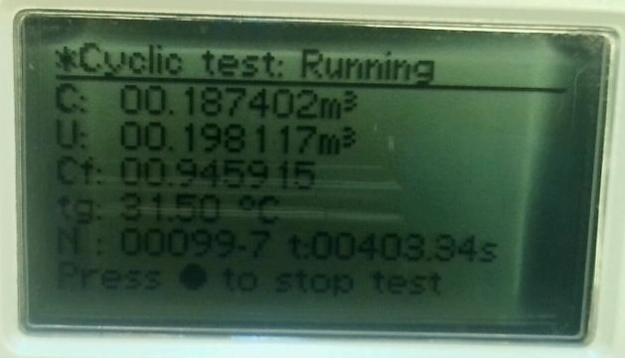 *Cyclic test: Running
C: 00.187402m³
U: 00.198117m³
Cf: 00.945915
tg: 31.50 °C
N : 00099-7 t:00403.34s
Press ● to stop test